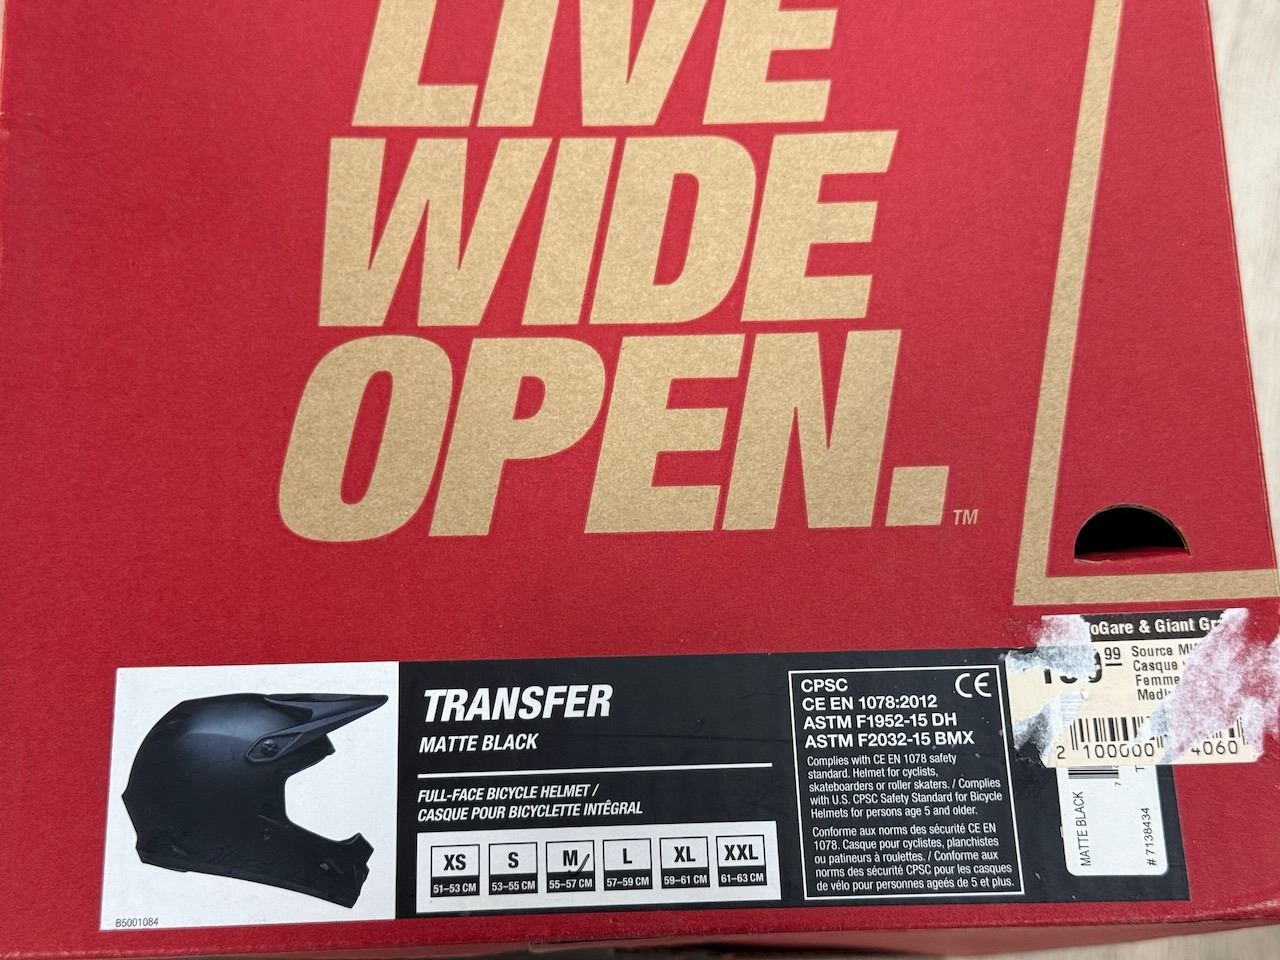 LIVE
WIDE
OPEN.
TM
TRANSFER
MATTE BLACK
FULL-FACE BICYCLE HELMET /
CASQUE POUR BICYCLETTE INTÊGRAL
XS
51–53 CM
S
53–55 CM
M
55–57 CM
L
57–59 CM
XL
59–61 CM
XXL
61–63 CM
B5001084
CPSC
CE EN 1078:2012
ASTM F1952-15 DH
ASTM F2032-15 BMX
CE
Complies with CE EN 1078 safety
standard. Helmet for cyclists,
skateboarders or roller skaters. / Complies
with U.S. CPSC Safety Standard for Bicycle
Helmets for persons age 5 and older.
Conforme aux norms des sécurité CE EN
1078. Casque pour cyclistes, planchistes
ou patineurs à roulettes. / Conforme aux
norms des sécurité CPSC pour les casques
de vélo pour personnes ageés de 5 et plus.
& Giant
99
Source
Casque
Femme
2 100000 4060
MATTE BLACK
# 7138434